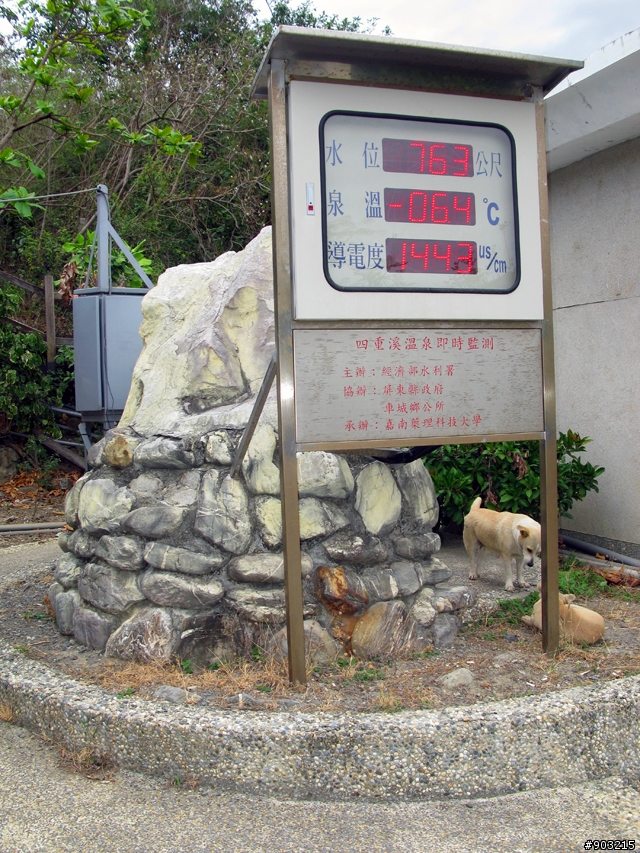 水位 763 公尺
泉溫 -064 °C
導電度 1443 us/cm
四重溪溫泉即時監測
主辦：經濟部水利署
協辦：屏東縣政府
車城鄉公所
承辦：嘉南藥理科技大學
#903215